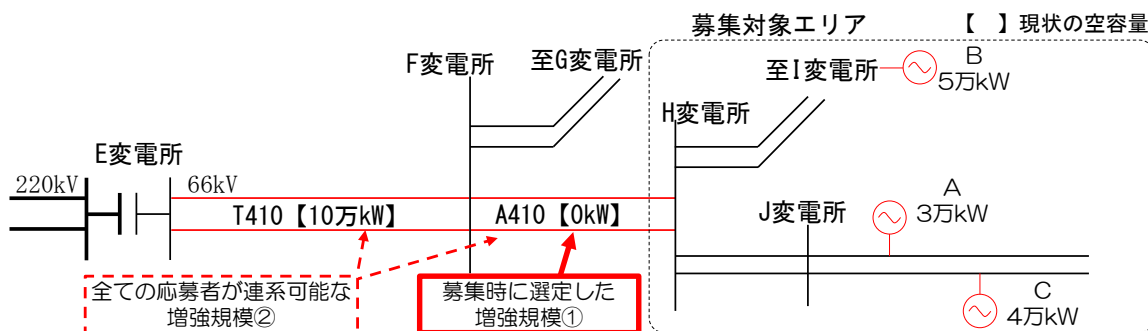 募集対象エリア
【　】現状の空容量
F変電所
至G変電所
至I変電所
B
5万kW
H変電所
E変電所
220kV
66kV
T410【10万kW】
A410【0kW】
J変電所
A
3万kW
C
4万kW
全ての応募者が連系可能な
増強規模②
募集時に選定した
増強規模①